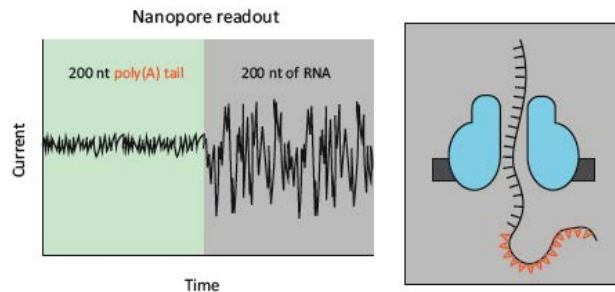 Nanopore readout
200 nt poly(A) tail
200 nt of RNA
Current
Time